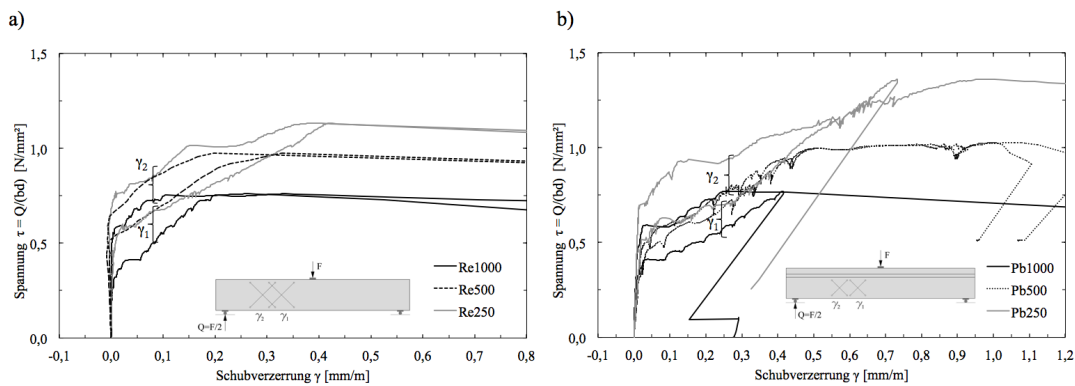 a)
Spannung τ = Q/(bd) [N/mm²]
1,5
1,0
0,5
0,0
γ2
γ1
F
Q=F/2
γ2 γ1
Re1000
Re500
Re250
-0,1 0,0 0,1 0,2 0,3 0,4 0,5 0,6 0,7 0,8
Schubverzerrung γ [mm/m]
b)
Spannung τ = Q/(bd) [N/mm²]
1,5
1,0
0,5
0,0
γ2
γ1
F
Q=F/2
γ2 γ1
Pb1000
Pb500
Pb250
-0,1 0,0 0,1 0,2 0,3 0,4 0,5 0,6 0,7 0,8 0,9 1,0 1,1 1,2
Schubverzerrung γ [mm/m]